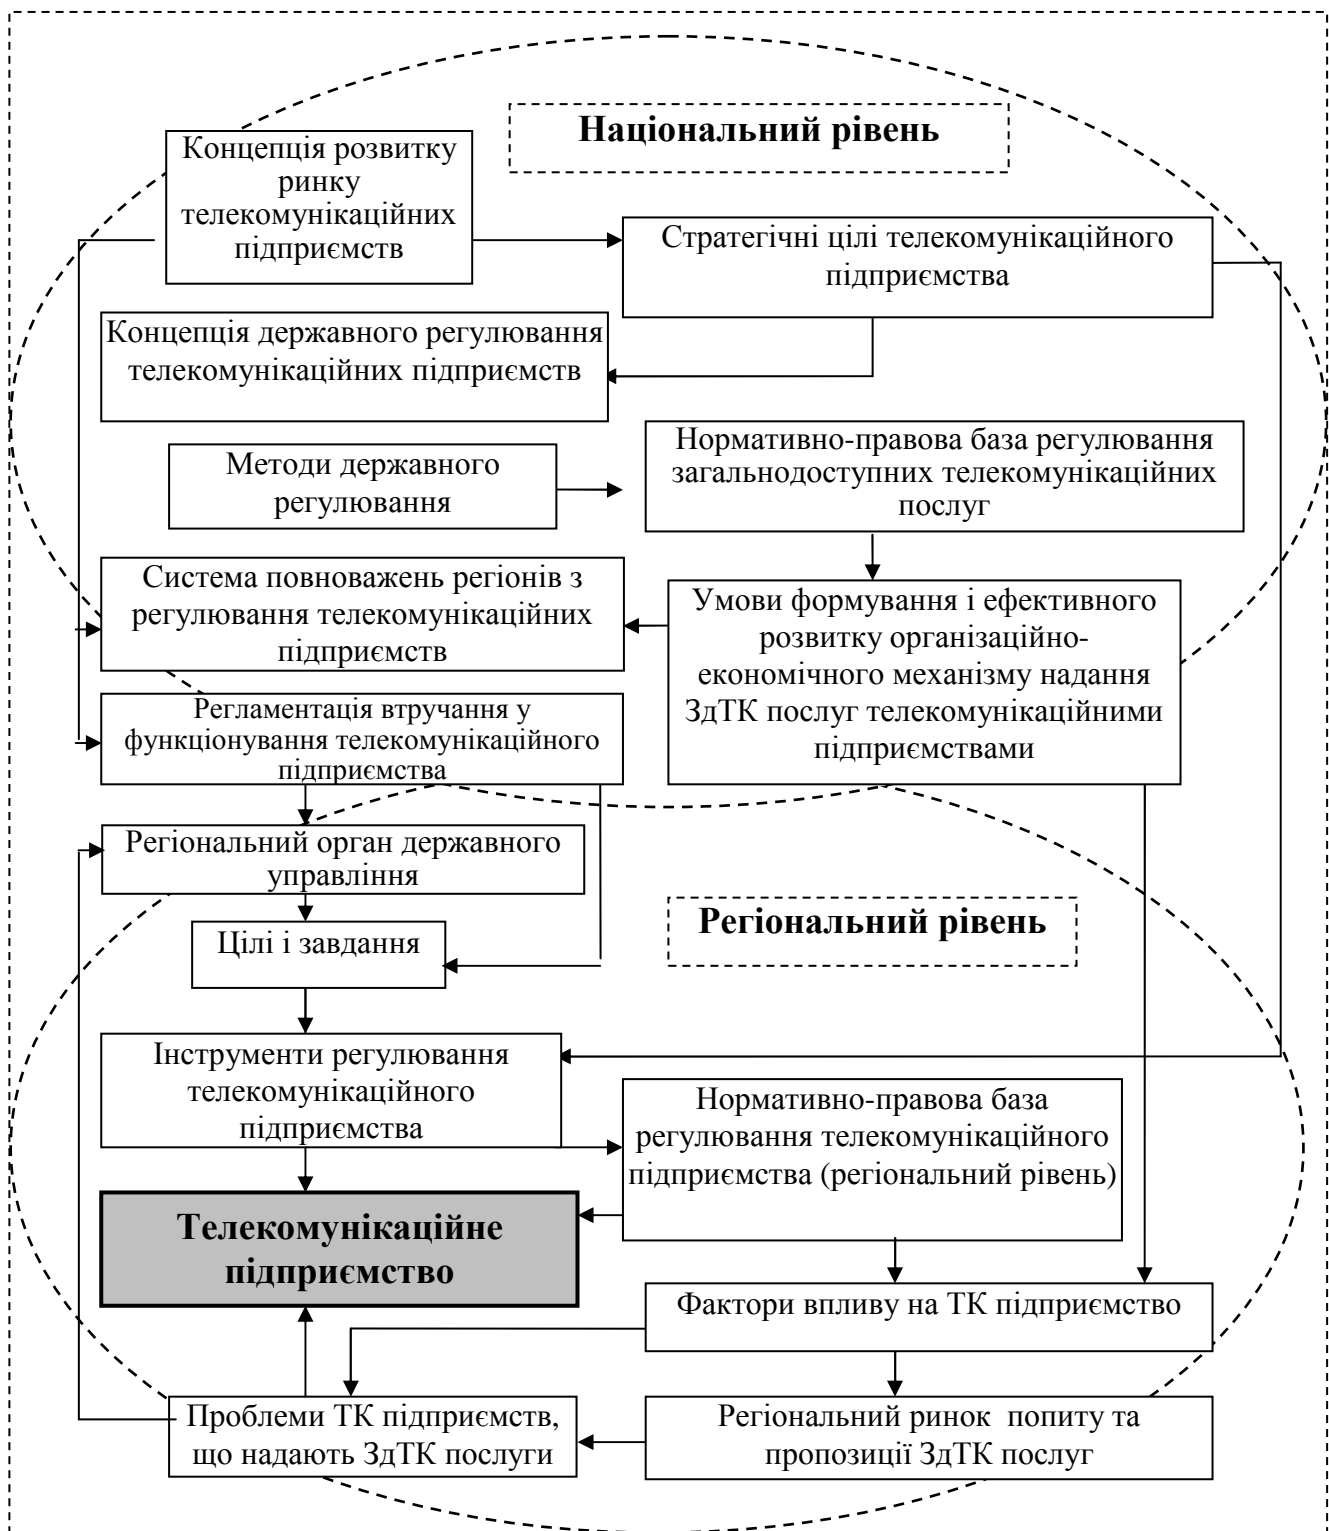 Національний рівень
Концепція розвитку
ринку
телекомунікаційних
підприємств
Стратегічні цілі телекомунікаційного
підприємства
Концепція державного регулювання
телекомунікаційних підприємств
Методи державного
регулювання
Нормативно-правова база регулювання
загальнодоступних телекомунікаційних
послуг
Система повноважень регіонів з
регулювання телекомунікаційних
підприємств
Умови формування і ефективного
розвитку організаційно-
економічного механізму надання
ЗдТК послуг телекомунікаційними
підприємствами
Регламентація втручання у
функціонування телекомунікаційного
підприємства
Регіональний орган державного
управління
Регіональний рівень
Цілі і завдання
Інструменти регулювання
телекомунікаційного
підприємства
Нормативно-правова база
регулювання телекомунікаційного
підприємства (регіональний рівень)
Телекомунікаційне
підприємство
Фактори впливу на ТК підприємство
Проблеми ТК підприємств,
що надають ЗдТК послуги
Регіональний ринок попиту та
пропозиції ЗдТК послуг